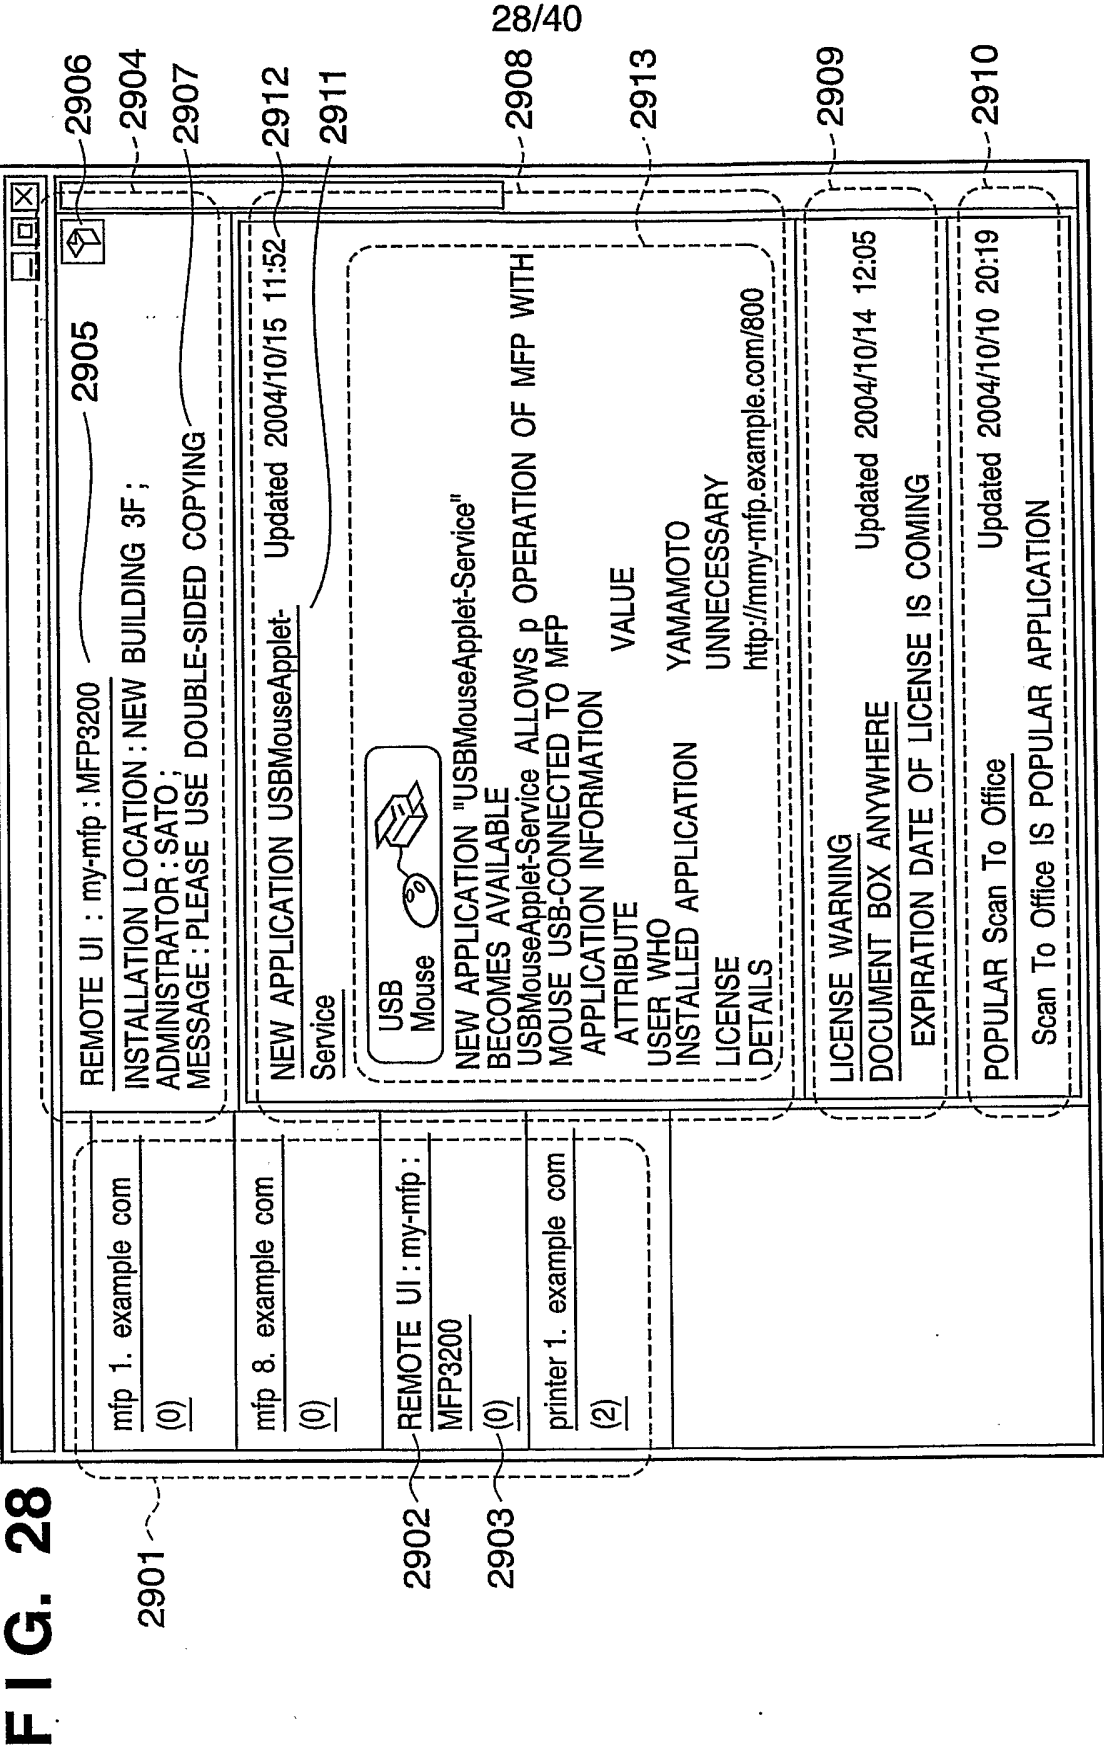 28/40
FIG. 28
2901
2902
2903
mfp 1. example com
(0)
mfp 8. example com
(0)
REMOTE UI : my-mfp :
MFP3200
(0)
printer 1. example com
(2)
REMOTE UI : my-mfp : MFP3200
2905
INSTALLATION LOCATION : NEW BUILDING 3F ;
ADMINISTRATOR : SATO ;
MESSAGE : PLEASE USE DOUBLE-SIDED COPYING
2906
2904
2907
NEW APPLICATION USBMouseApplet-
Service
Updated 2004/10/15 11:52
2912
2911
USB
Mouse
NEW APPLICATION "USBMouseApplet-Service"
BECOMES AVAILABLE
USBMouseApplet-Service ALLOWS p OPERATION OF MFP WITH
MOUSE USB-CONNECTED TO MFP
APPLICATION INFORMATION
ATTRIBUTE VALUE
USER WHO
INSTALLED APPLICATION YAMAMOTO
LICENSE UNNECESSARY
DETAILS http://mmy-mfp.example.com/800
2908
2913
LICENSE WARNING
DOCUMENT BOX ANYWHERE Updated 2004/10/14 12:05
EXPIRATION DATE OF LICENSE IS COMING
2909
POPULAR Scan To Office Updated 2004/10/10 20:19
Scan To Office IS POPULAR APPLICATION
2910